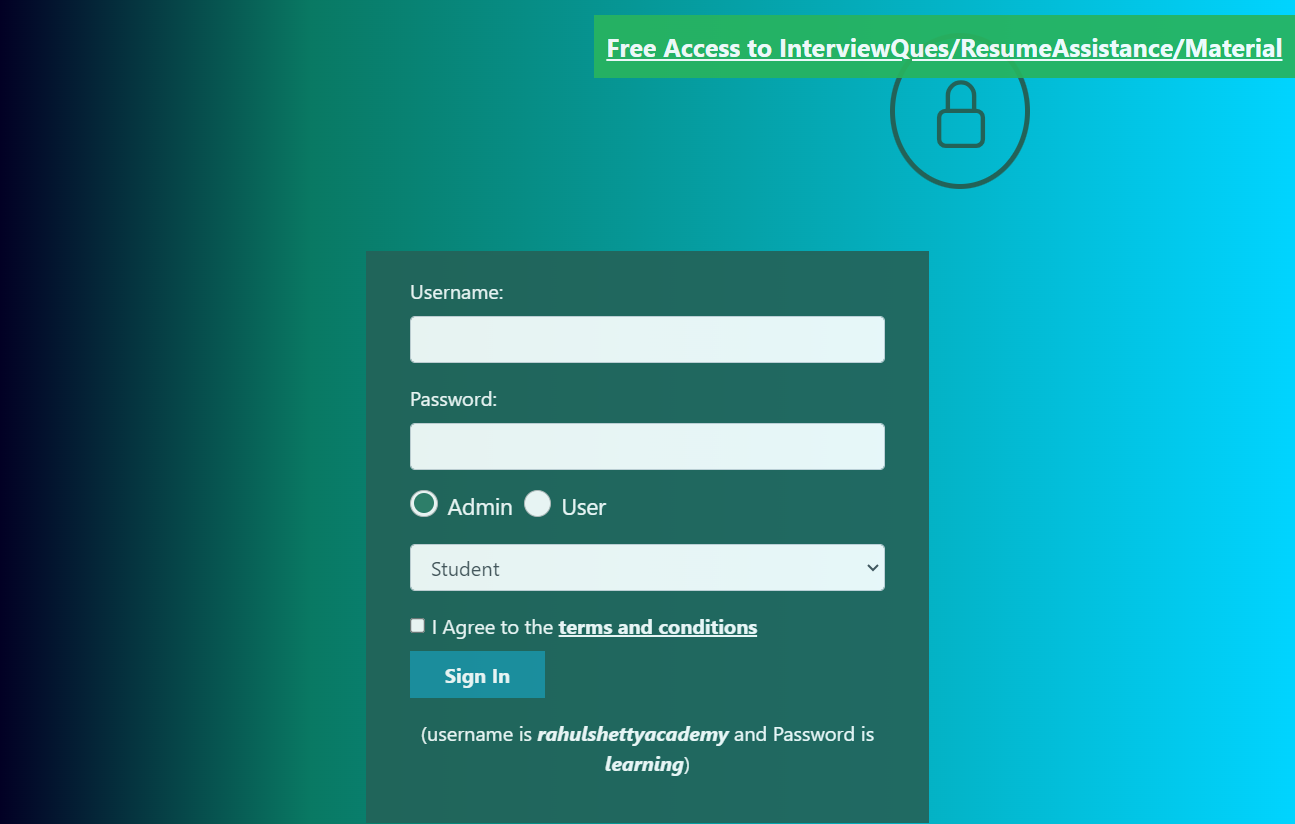 Free Access to InterviewQues/ResumeAssistance/Material
Username:
Password:
Admin User
Student
I Agree to the terms and conditions
Sign In
(username is rahulshettyacademy and Password is
learning)